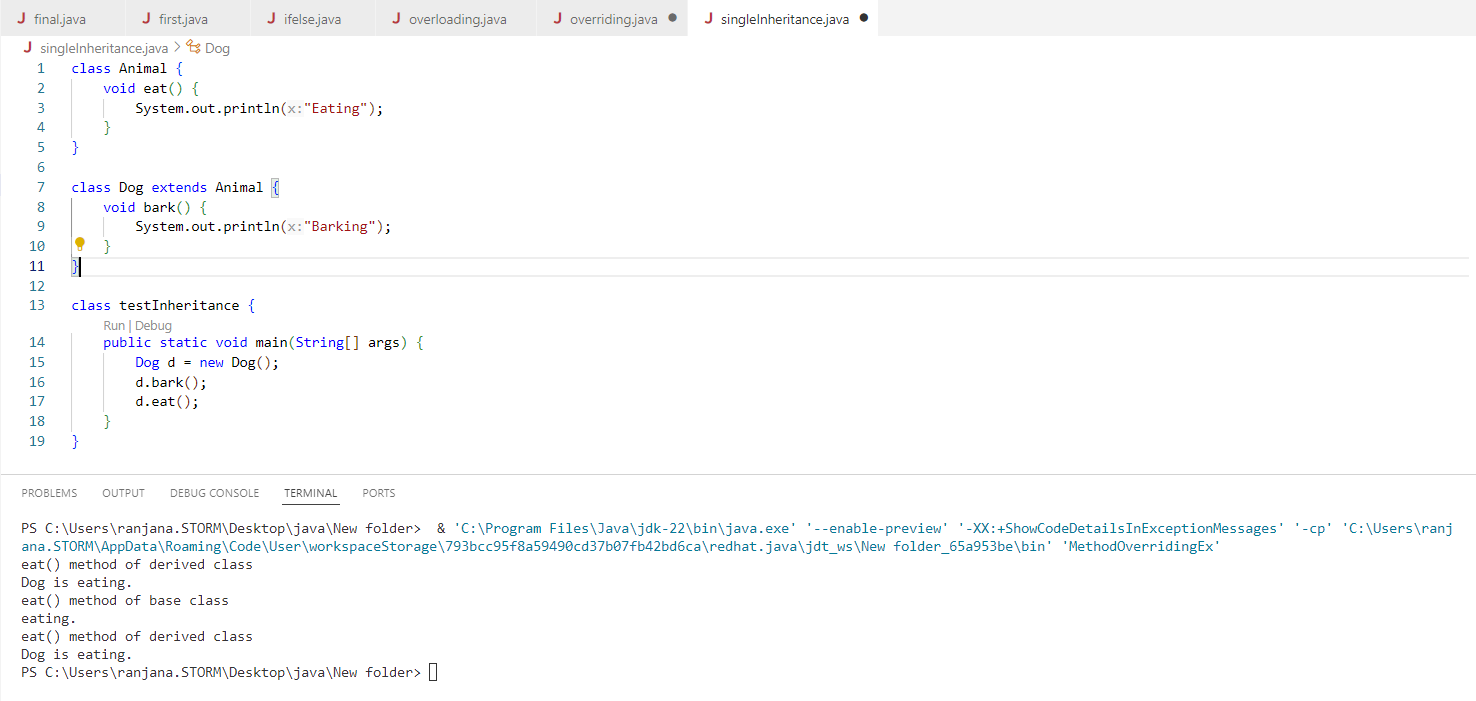 J final.java J first.java J ifelse.java J overloading.java J overriding.java J singleInheritance.java
J singleInheritance.java > Dog
1 class Animal {
2 void eat() {
3 System.out.println(x:"Eating");
4 }
5 }
6
7 class Dog extends Animal {
8 void bark() {
9 System.out.println(x:"Barking");
10 }
11 }
12
13 class testInheritance {
Run | Debug
14 public static void main(String[] args) {
15 Dog d = new Dog();
16 d.bark();
17 d.eat();
18 }
19 }
PROBLEMS OUTPUT DEBUG CONSOLE TERMINAL PORTS
PS C:\Users\ranjana.STORM\Desktop\java\New folder> & 'C:\Program Files\Java\jdk-22\bin\java.exe' '--enable-preview' '-XX:+ShowCodeDetailsInExceptionMessages' '-cp' 'C:\Users\ranj
ana.STORM\AppData\Roaming\Code\User\workspaceStorage\793bcc95f8a59490cd37b07fb42bd6ca\redhat.java\jdt_ws\New folder_65a953be\bin' 'MethodOverridingEx'
eat() method of derived class
Dog is eating.
eat() method of base class
eating.
eat() method of derived class
Dog is eating.
PS C:\Users\ranjana.STORM\Desktop\java\New folder>